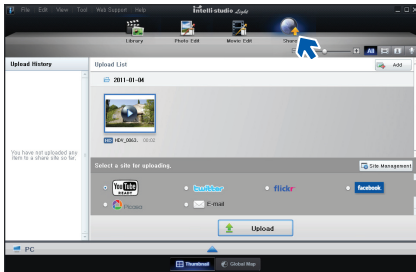 File Edit View Tool Web Support Help
Intelli-studio Light
Library Photo Edit Movie Edit Share
All
Upload History
Upload List
Add
2011-01-04
HD HDV_0063.
You have not uploaded any item to a share site so far.
Select a site for uploading.
Site Management
YouTube READY
twitter
flickr
facebook
Picasa
E-mail
Upload
PC
Thumbnail
Global Map